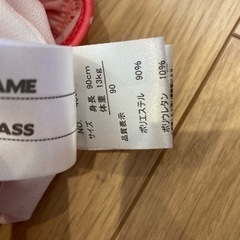 AME
ASS
NO.
サイズ 90
身長 90cm
体重 13kg
品質表示
ポリエステル 90%
ポリウレタン 10%